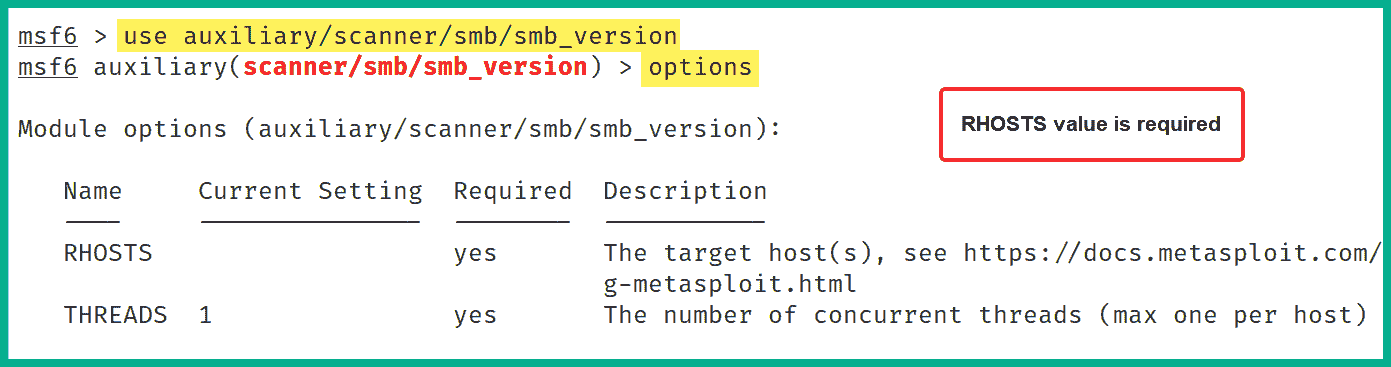 msf6 > use auxiliary/scanner/smb/smb_version
msf6 auxiliary(scanner/smb/smb_version) > options
RHOSTS value is required
Module options (auxiliary/scanner/smb/smb_version):
Name Current Setting Required Description
---- --------------- -------- -----------
RHOSTS yes The target host(s), see https://docs.metasploit.com/
g-metasploit.html
THREADS 1 yes The number of concurrent threads (max one per host)